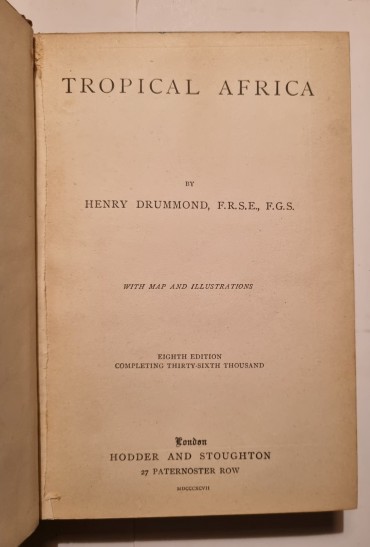 TROPICAL AFRICA
BY
HENRY DRUMMOND, F.R.S.E., F.G.S.
WITH MAP AND ILLUSTRATIONS
EIGHTH EDITION
COMPLETING THIRTY-SIXTH THOUSAND
London
HODDER AND STOUGHTON
27 PATERNOSTER ROW
MDCCCXCVII